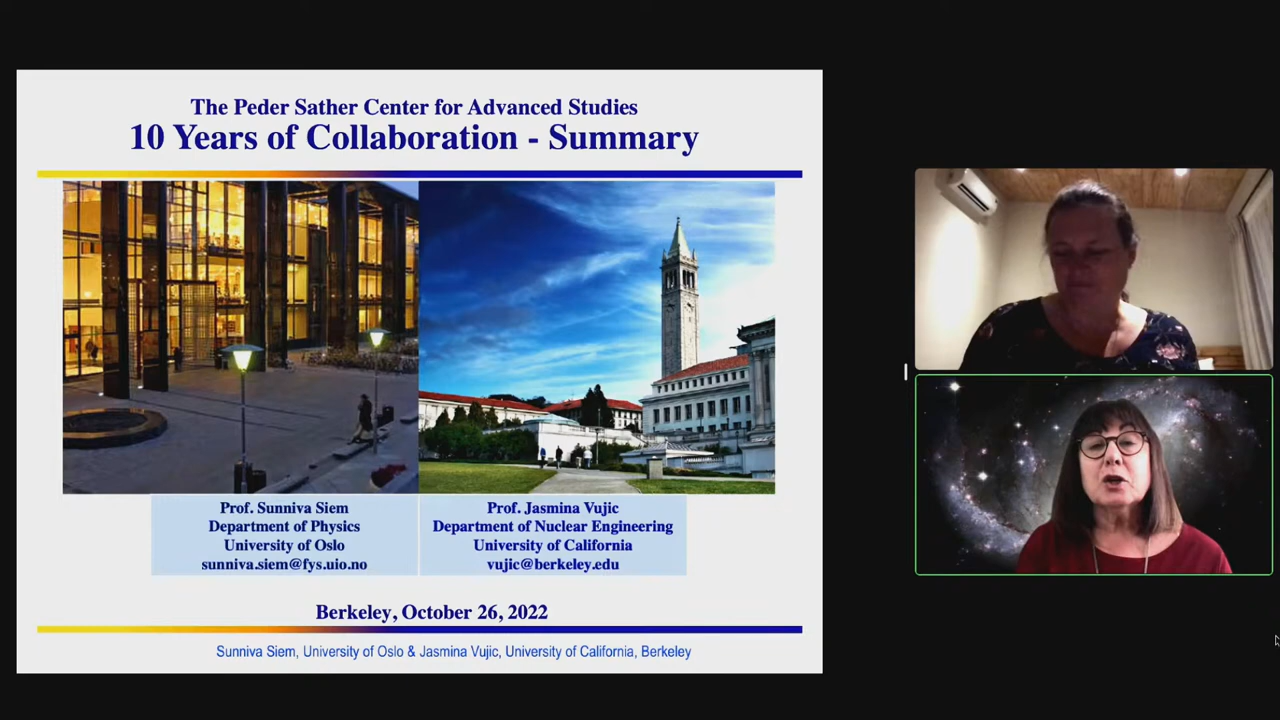 The Peder Sather Center for Advanced Studies
10 Years of Collaboration - Summary
Prof. Sunniva Siem
Department of Physics
University of Oslo
sunniva.siem@fys.uio.no
Prof. Jasmina Vujic
Department of Nuclear Engineering
University of California
vujic@berkeley.edu
Berkeley, October 26, 2022
Sunniva Siem, University of Oslo & Jasmina Vujic, University of California, Berkeley